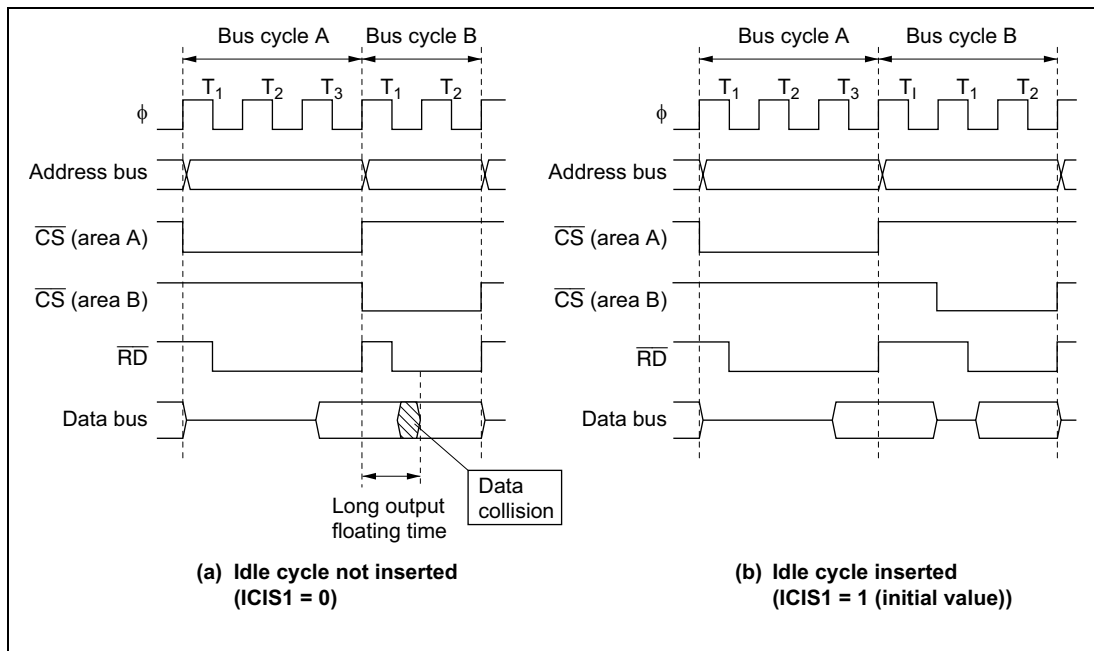 Bus cycle A Bus cycle B
T1 T2 T3 T1 T2
φ
Address bus
CS (area A)
CS (area B)
RD
Data bus
Long output
floating time
Data
collision
(a) Idle cycle not inserted
(ICIS1 = 0)
Bus cycle A Bus cycle B
T1 T2 T3 TI T1 T2
φ
Address bus
CS (area A)
CS (area B)
RD
Data bus
(b) Idle cycle inserted
(ICIS1 = 1 (initial value))